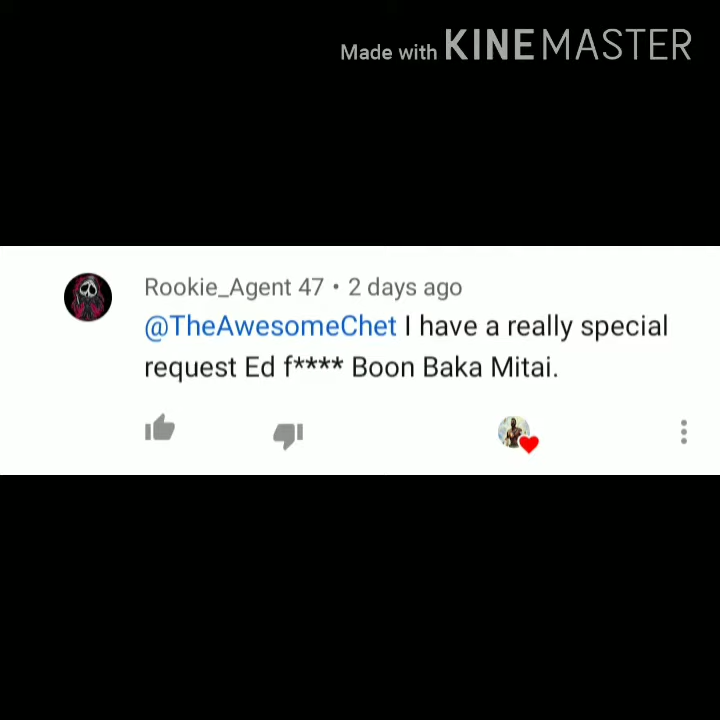 Made with KINEMASTER
Rookie_Agent 47 • 2 days ago
@TheAwesomeChet I have a really special
request Ed f**** Boon Baka Mitai.